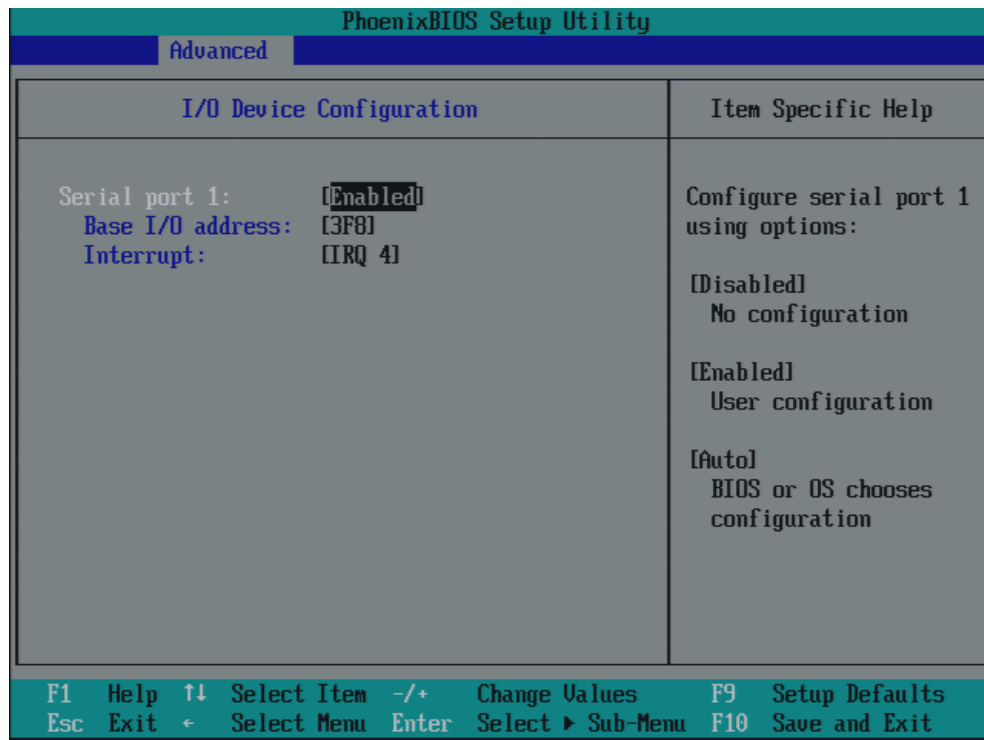 PhoenixBIOS Setup Utility
Advanced
I/O Device Configuration
Item Specific Help
Serial port 1: [Enabled]
Base I/O address: [3F8]
Interrupt: [IRQ 4]
Configure serial port 1
using options:
[Disabled]
No configuration
[Enabled]
User configuration
[Auto]
BIOS or OS chooses
configuration
F1 Help ↑↓ Select Item -/+ Change Values F9 Setup Defaults
Esc Exit ← Select Menu Enter Select ▶ Sub-Menu F10 Save and Exit